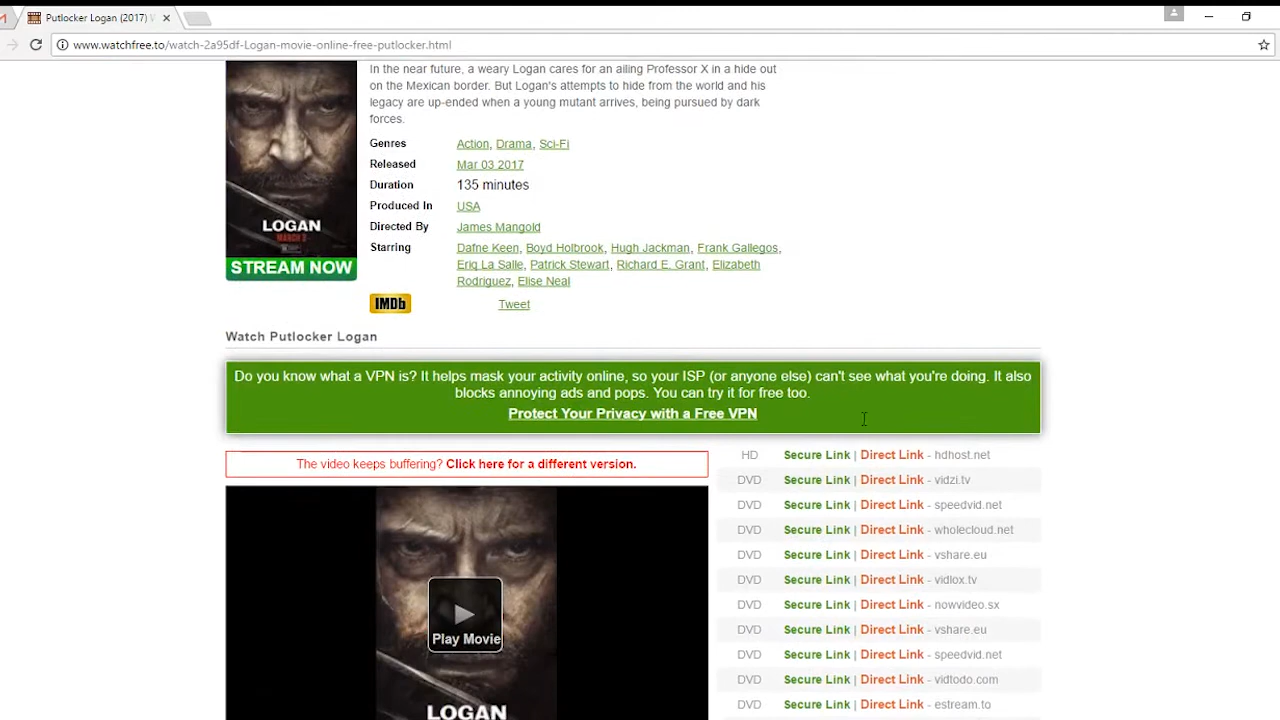 Putlocker Logan (2017)
www.watchfree.to/watch-2a95df-Logan-movie-online-free-putlocker.html
In the near future, a weary Logan cares for an ailing Professor X in a hide out
on the Mexican border. But Logan's attempts to hide from the world and his
legacy are up-ended when a young mutant arrives, being pursued by dark
forces.
Genres Action, Drama, Sci-Fi
Released Mar 03 2017
Duration 135 minutes
Produced In USA
Directed By James Mangold
Starring Dafne Keen, Boyd Holbrook, Hugh Jackman, Frank Gallegos,
Eriq La Salle, Patrick Stewart, Richard E. Grant, Elizabeth
Rodriguez, Elise Neal
LOGAN
MARCH 3
STREAM NOW
IMDb Tweet
Watch Putlocker Logan
Do you know what a VPN is? It helps mask your activity online, so your ISP (or anyone else) can't see what you're doing. It also
blocks annoying ads and pops. You can try it for free too.
Protect Your Privacy with a Free VPN
The video keeps buffering? Click here for a different version.
Play Movie
LOGAN
HD Secure Link | Direct Link - hdhost.net
DVD Secure Link | Direct Link - vidzi.tv
DVD Secure Link | Direct Link - speedvid.net
DVD Secure Link | Direct Link - wholecloud.net
DVD Secure Link | Direct Link - vshare.eu
DVD Secure Link | Direct Link - vidlox.tv
DVD Secure Link | Direct Link - nowvideo.sx
DVD Secure Link | Direct Link - vshare.eu
DVD Secure Link | Direct Link - speedvid.net
DVD Secure Link | Direct Link - vidtodo.com
DVD Secure Link | Direct Link - estream.to